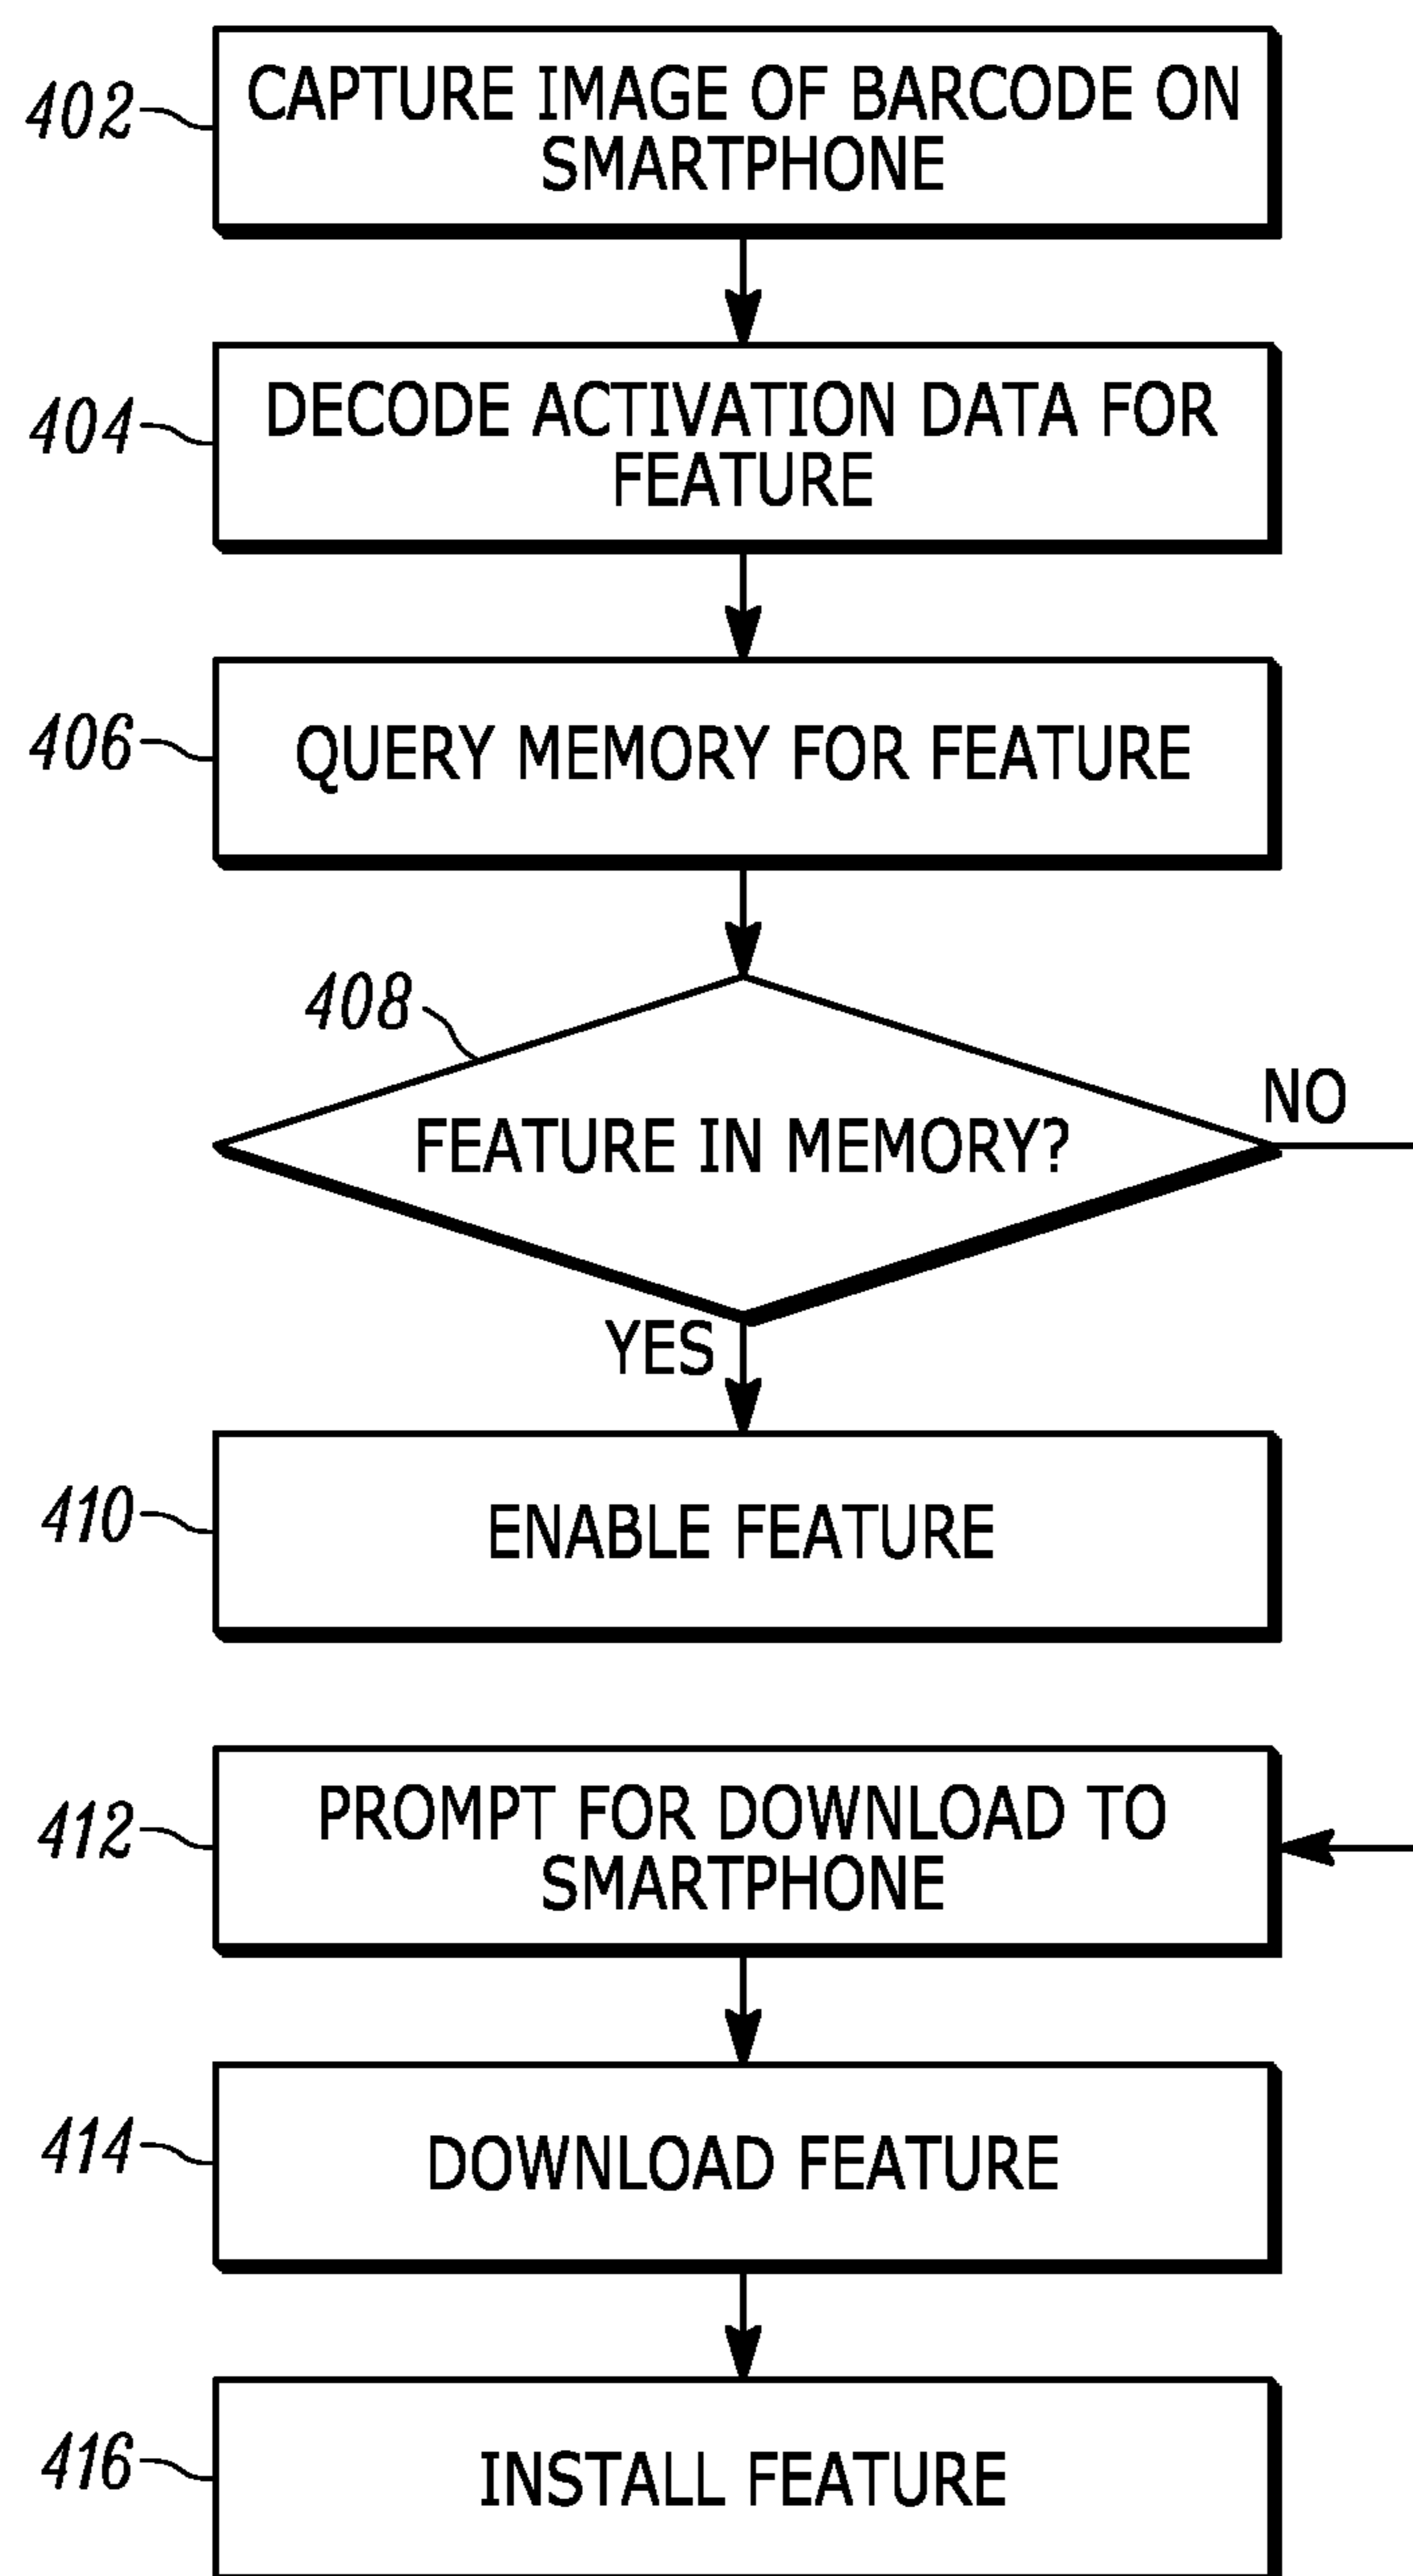 402
CAPTURE IMAGE OF BARCODE ON
SMARTPHONE
404
DECODE ACTIVATION DATA FOR
FEATURE
406
QUERY MEMORY FOR FEATURE
408
FEATURE IN MEMORY?
NO
YES
410
ENABLE FEATURE
412
PROMPT FOR DOWNLOAD TO
SMARTPHONE
414
DOWNLOAD FEATURE
416
INSTALL FEATURE